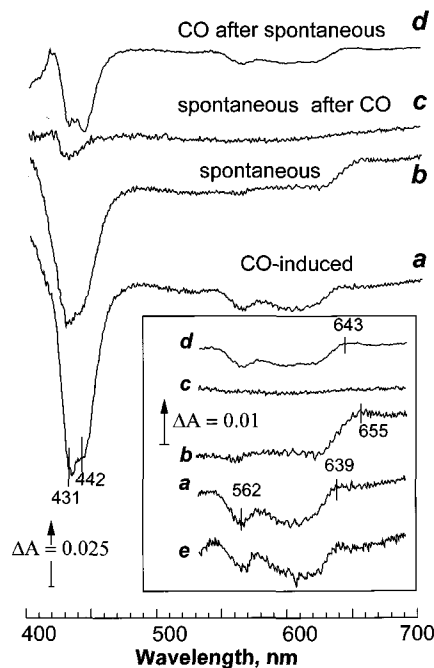 CO after spontaneous d
spontaneous after CO c
spontaneous b
CO-induced a
431
442
ΔA = 0.025
d 643
c
ΔA = 0.01
b 655
a 562 639
e
400 500 600 700
Wavelength, nm